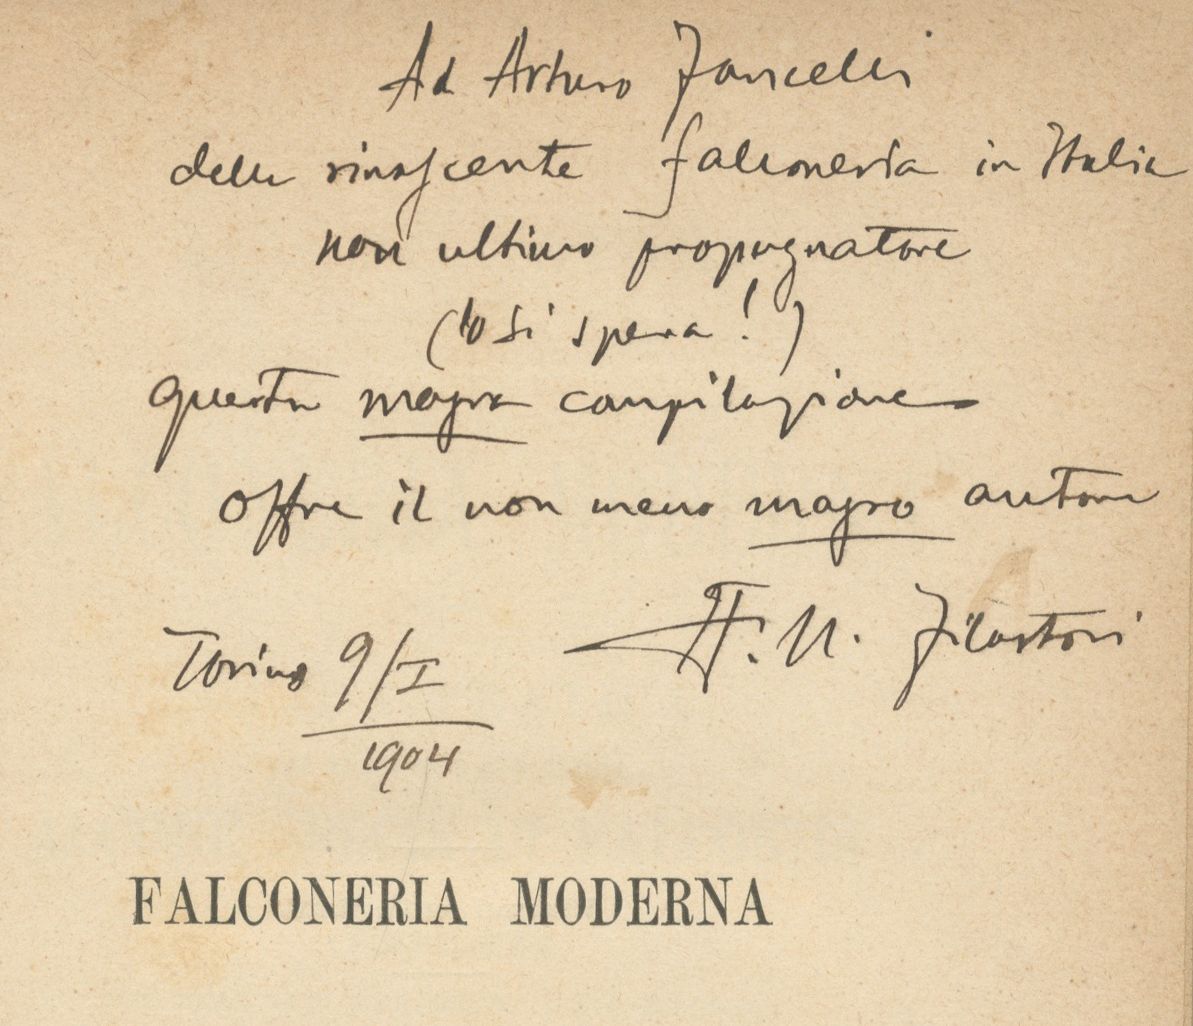 Ad Arturo Fancelli
della rinascente falconeria in Italia
non ultimo propugnatore
(lo si spera!)
questa magra compilazione
offre il non meno magro autore
U. Filastori
Torino 9/I
1904
FALCONERIA MODERNA